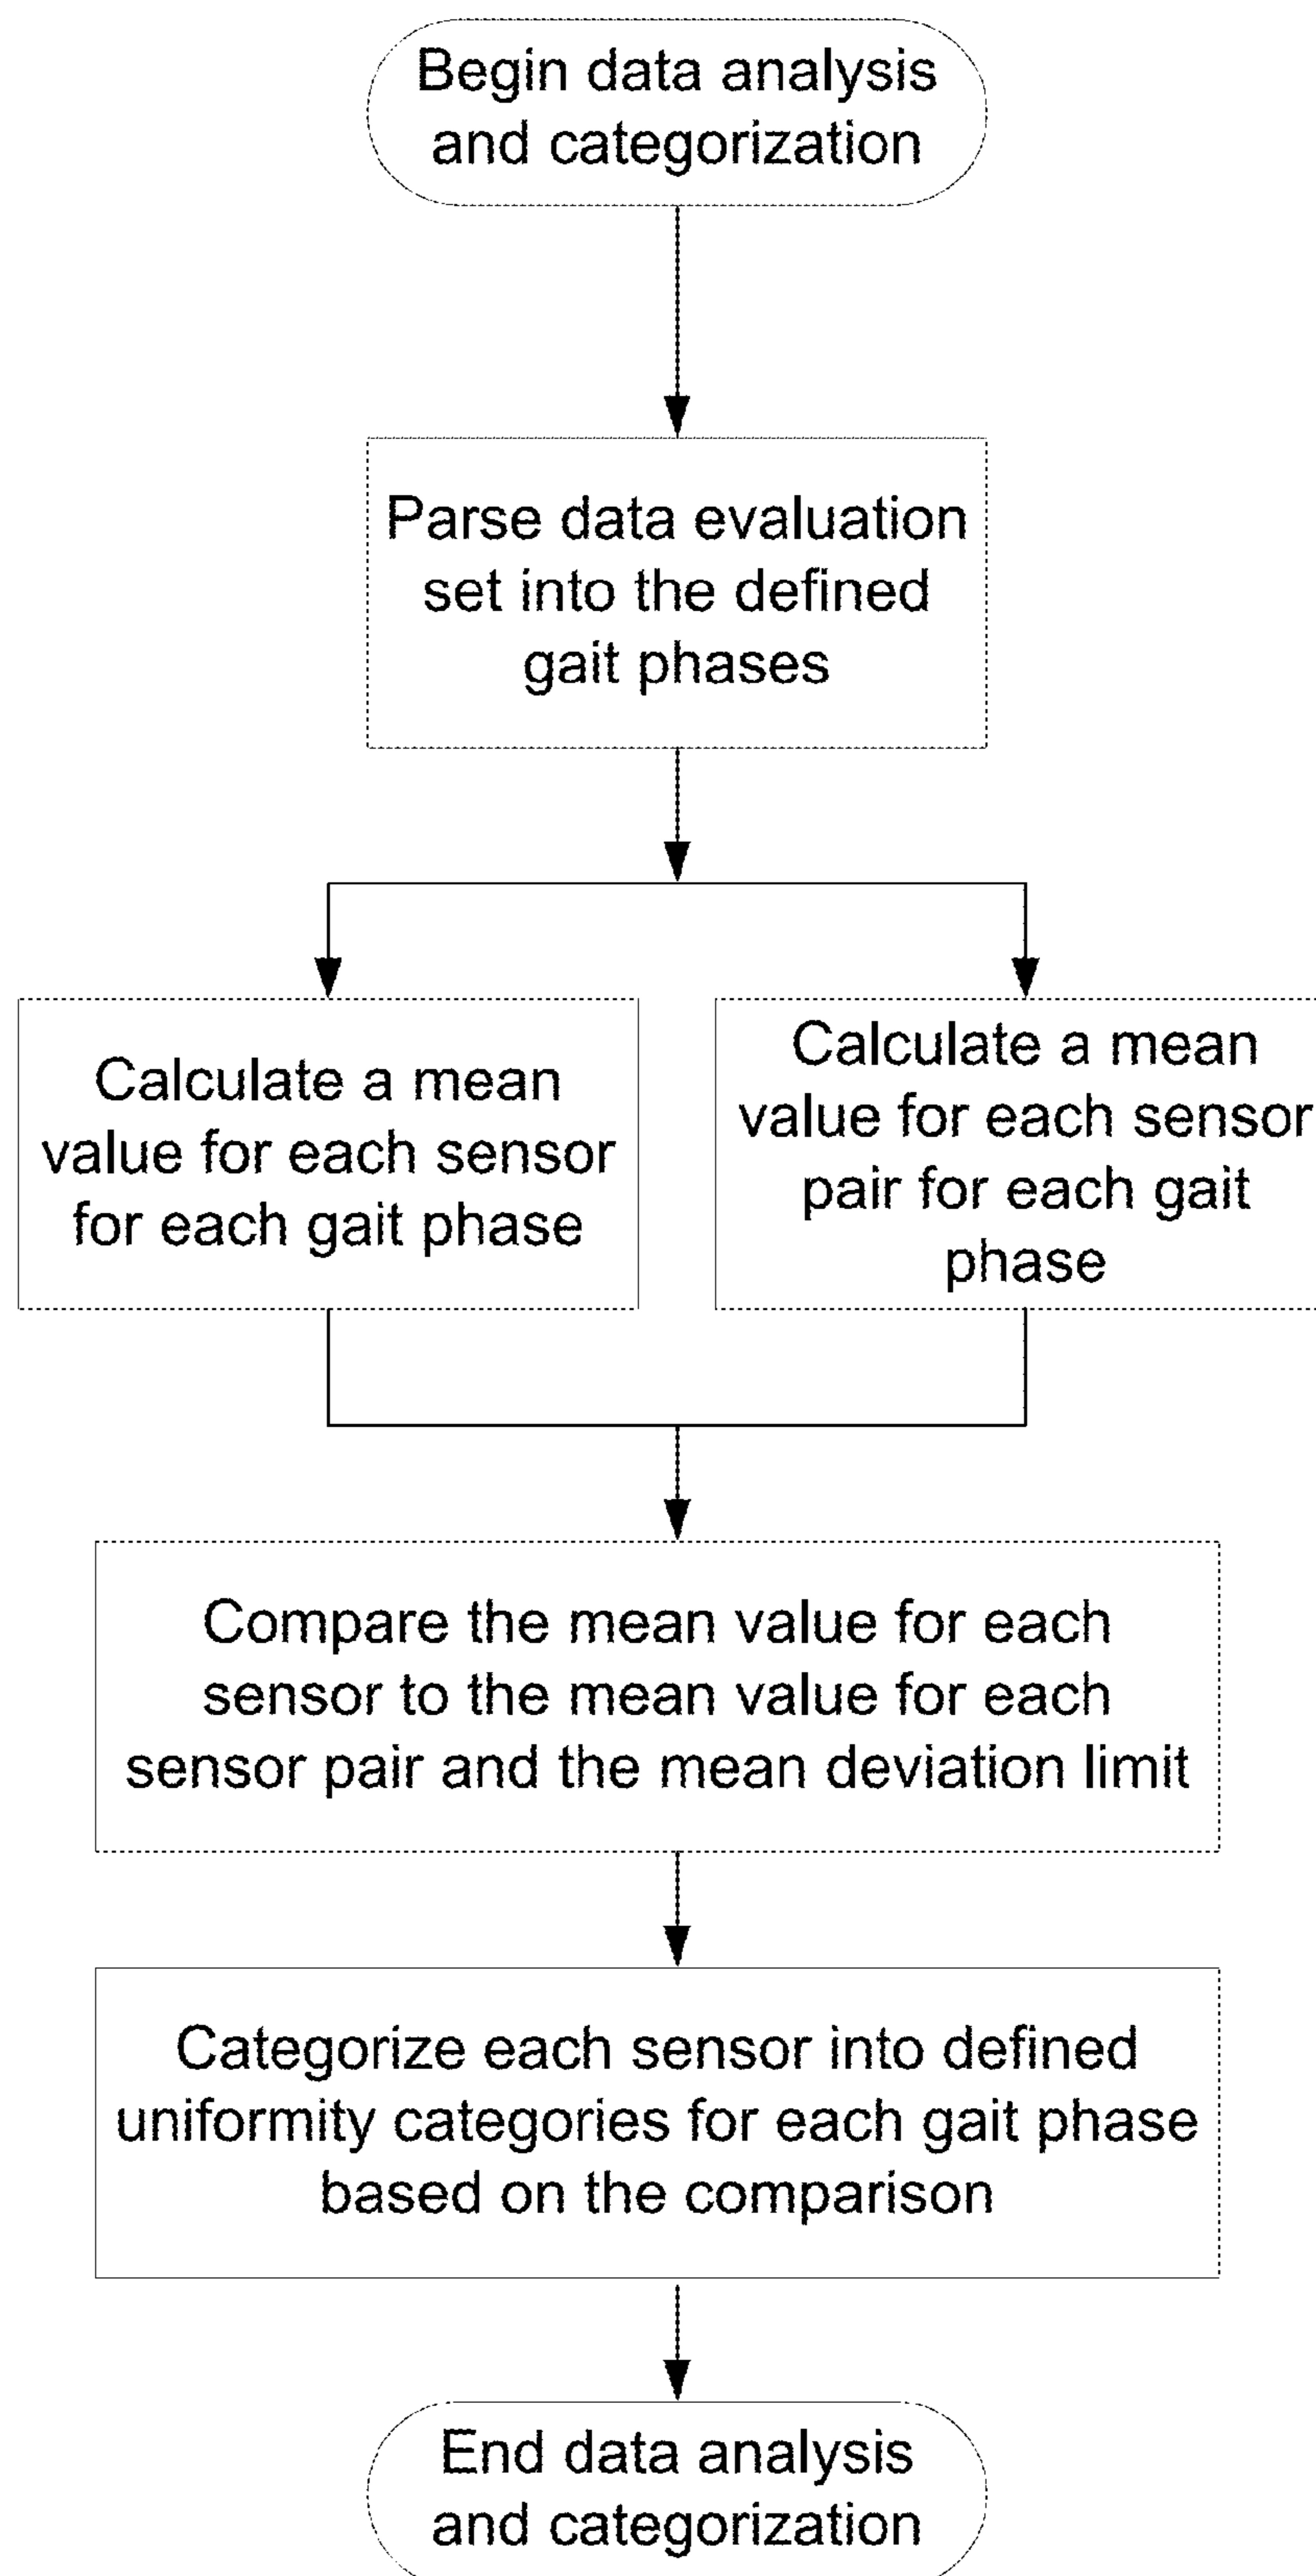 Begin data analysis
and categorization
Parse data evaluation
set into the defined
gait phases
Calculate a mean
value for each sensor
for each gait phase
Calculate a mean
value for each sensor
pair for each gait
phase
Compare the mean value for each
sensor to the mean value for each
sensor pair and the mean deviation limit
Categorize each sensor into defined
uniformity categories for each gait phase
based on the comparison
End data analysis
and categorization